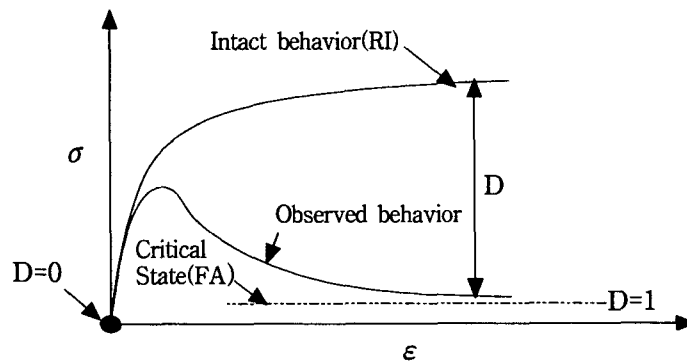 Intact behavior(RI)
σ
D
Observed behavior
Critical
State(FA)
D=0
D=1
ε